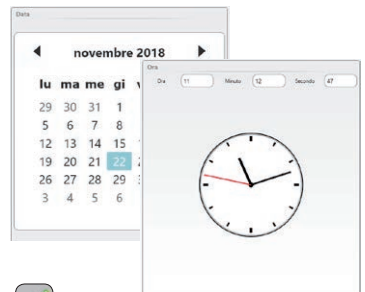 Data
novembre 2018
lu ma me gi
29 30 31 1
5 6 7 8
12 13 14 15
19 20 21 22
26 27 28 29
3 4 5 6
Ora
Ora 11 Minuto 12 Secondo 47